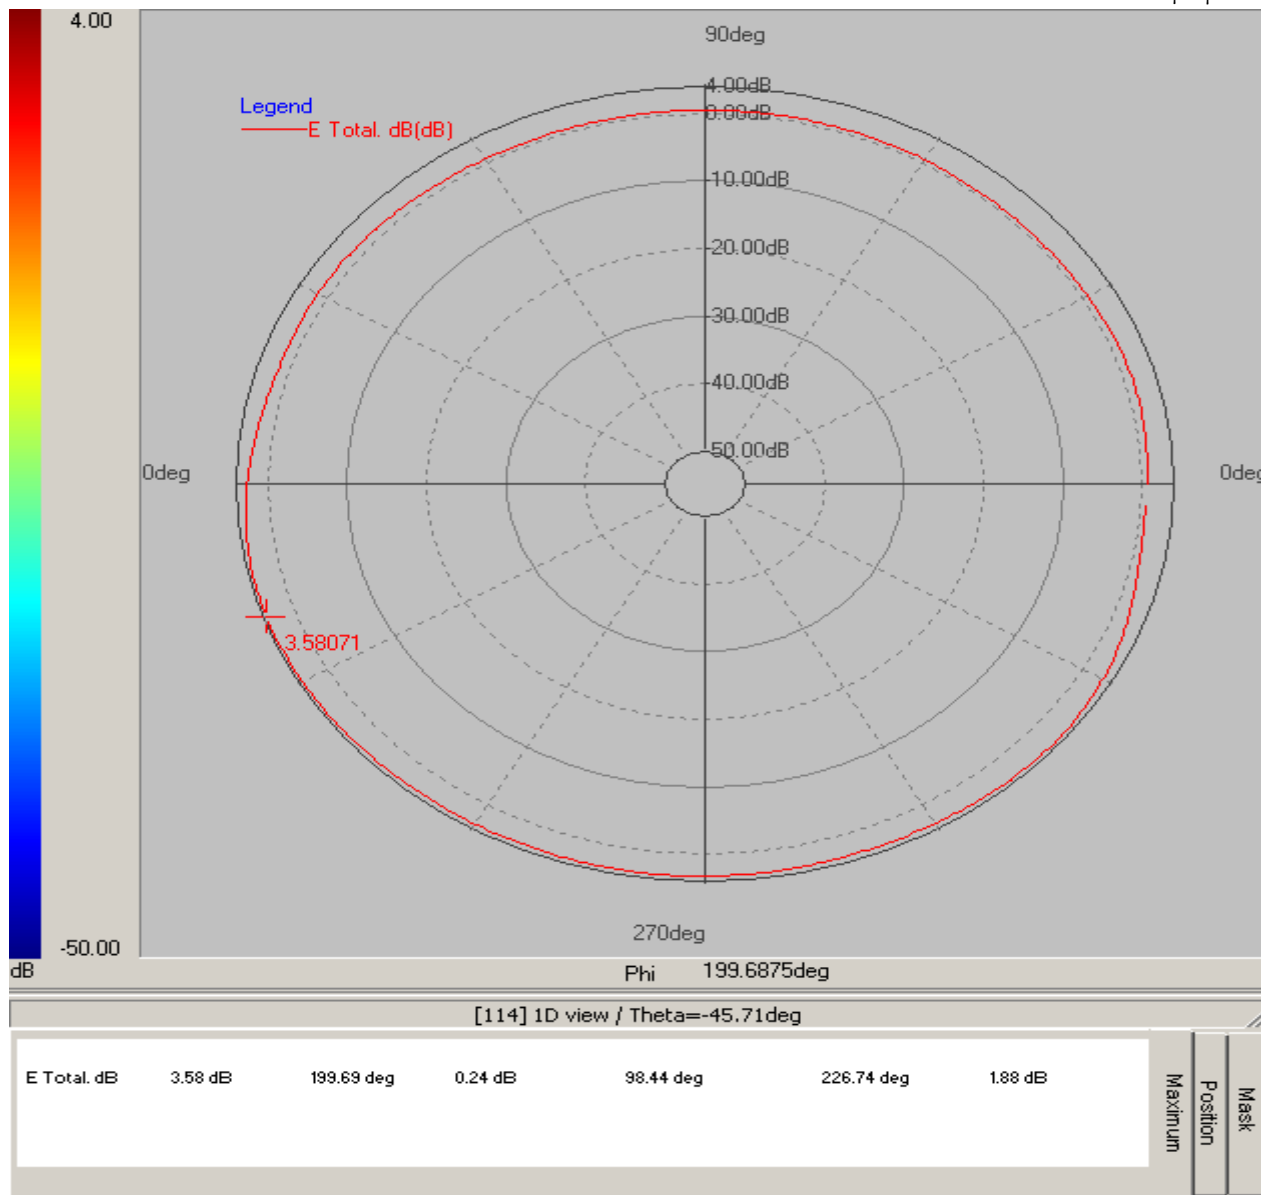 4.00
90deg
4.00dB
Legend
0.00dB
E Total. dB(dB)
-10.00dB
-20.00dB
-30.00dB
-40.00dB
-50.00dB
0deg
0deg
3.58071
270deg
-50.00
dB
Phi 199.6875deg
[114] 1D view / Theta=-45.71deg
E Total. dB 3.58 dB 199.69 deg 0.24 dB 98.44 deg 226.74 deg 1.88 dB
Maximum
Position
Mask